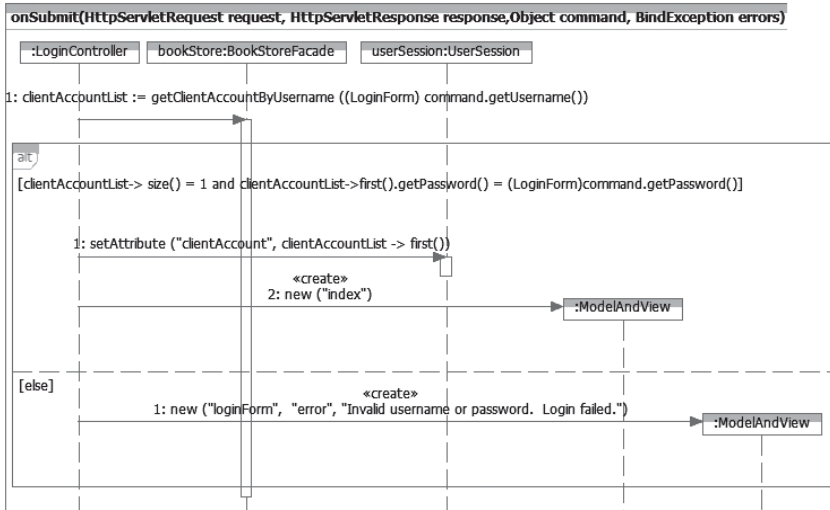 onSubmit(HttpServletRequest request, HttpServletResponse response,Object command, BindException errors)
:LoginController
bookStore:BookStoreFacade
userSession:UserSession
1: clientAccountList := getClientAccountByUsername ((LoginForm) command.getUsername())
alt
[clientAccountList-> size() = 1 and clientAccountList->first().getPassword() = (LoginForm)command.getPassword()]
1: setAttribute ("clientAccount", clientAccountList -> first())
«create»
2: new ("index")
:ModelAndView
[else]
«create»
1: new ("loginForm", "error", "Invalid username or password. Login failed.")
:ModelAndView